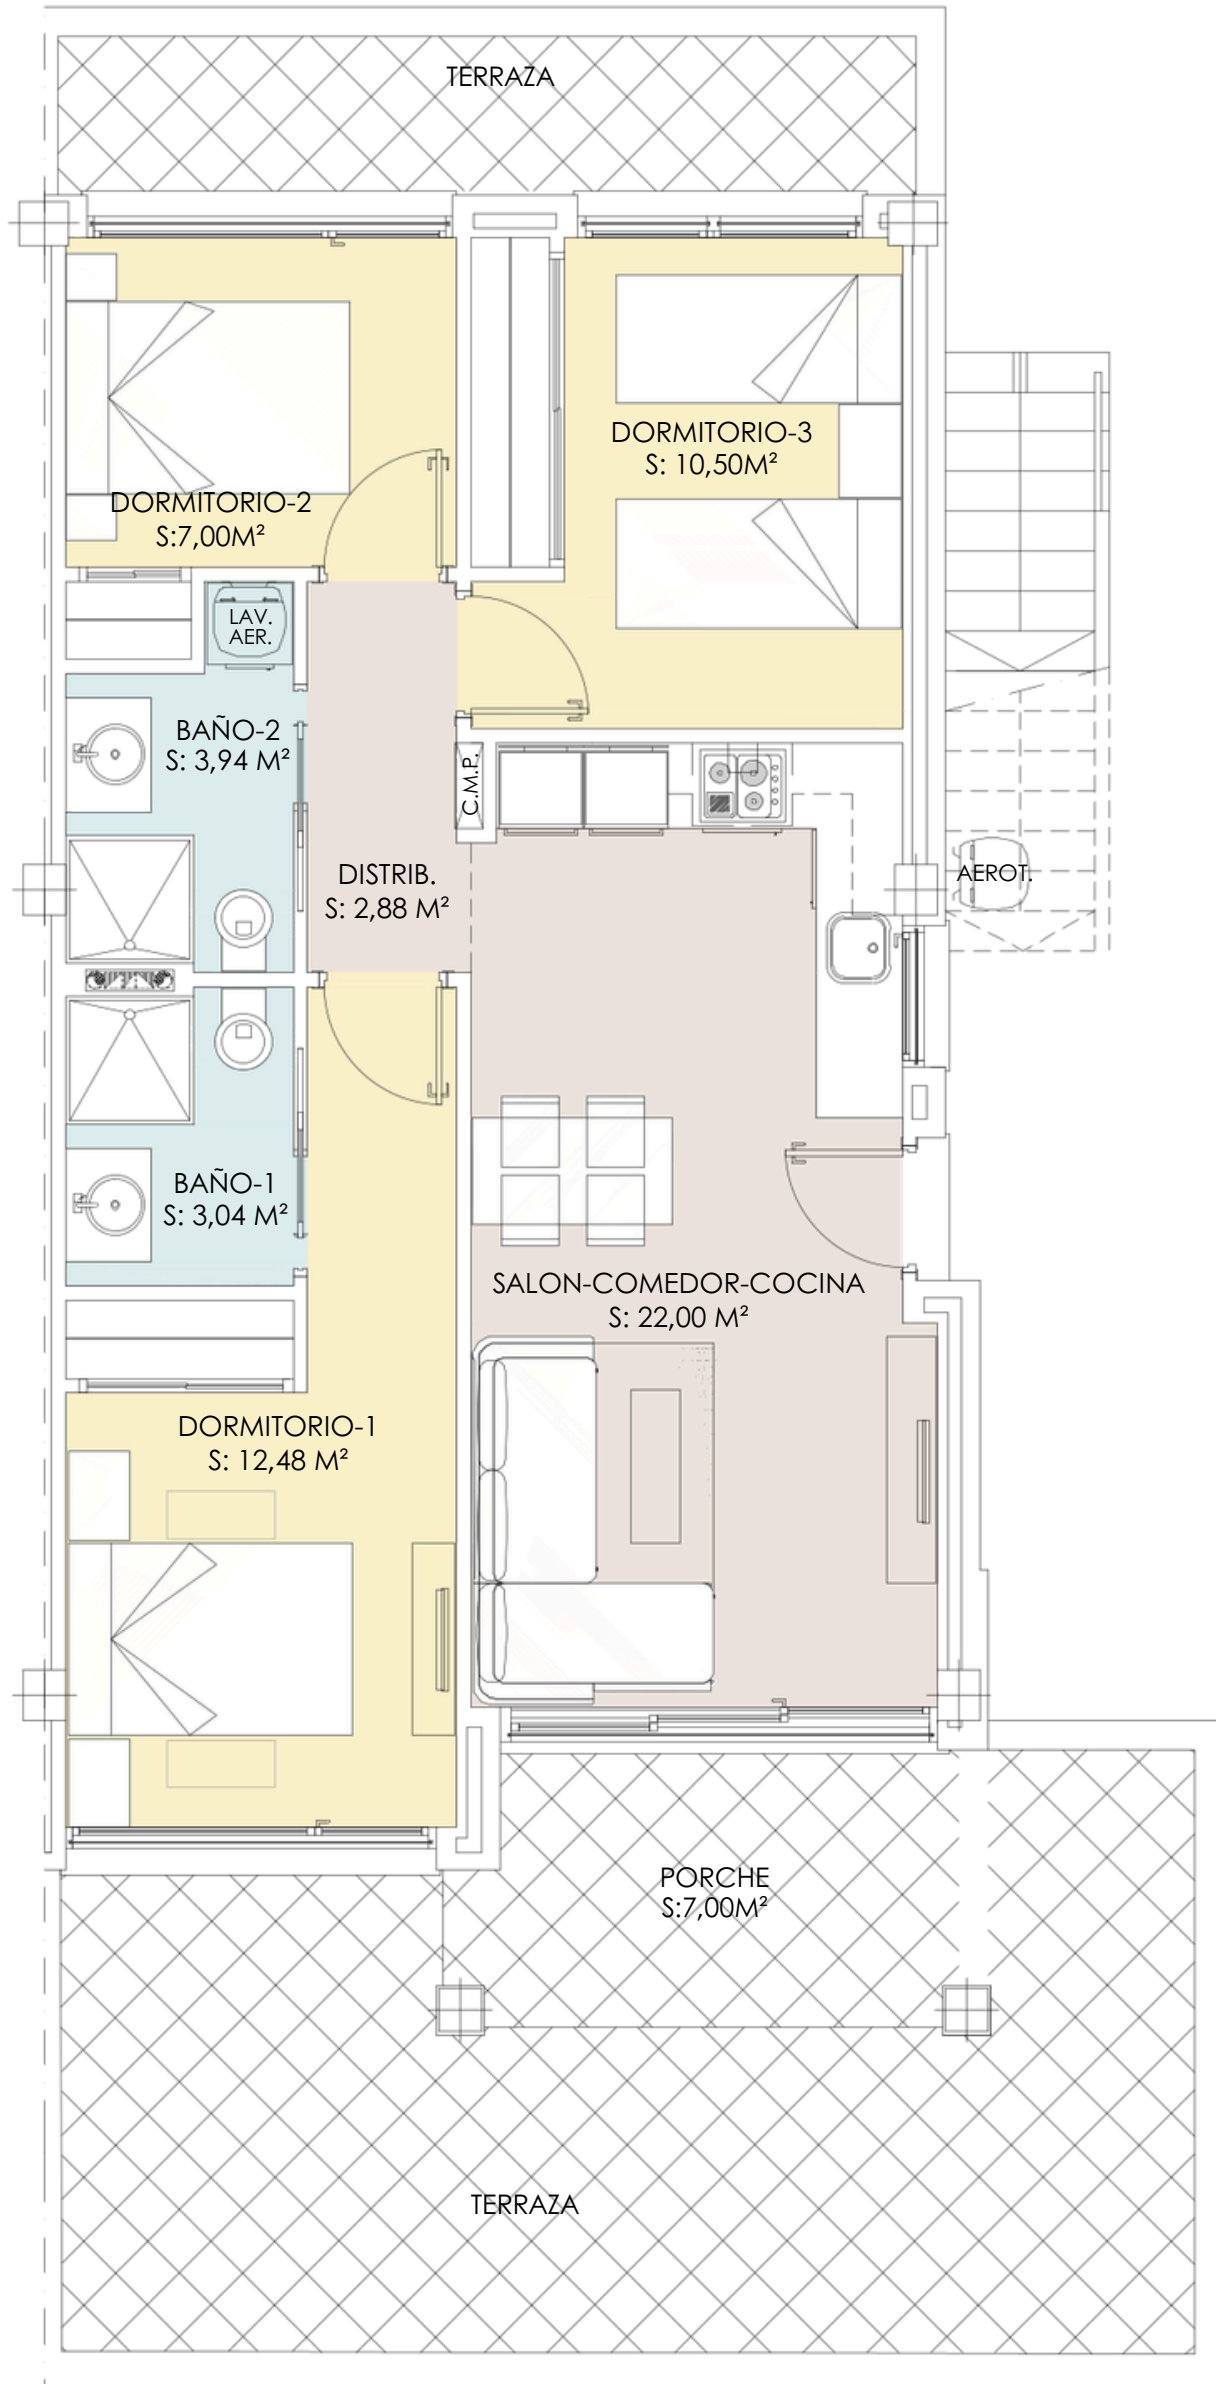 TERRAZA
DORMITORIO-3
S: 10,50M²
DORMITORIO-2
S:7,00M²
LAV.
AER.
BAÑO-2
S: 3,94 M²
C.M.P.
DISTRIB.
S: 2,88 M²
AEROT.
BAÑO-1
S: 3,04 M²
SALON-COMEDOR-COCINA
S: 22,00 M²
DORMITORIO-1
S: 12,48 M²
PORCHE
S:7,00M²
TERRAZA